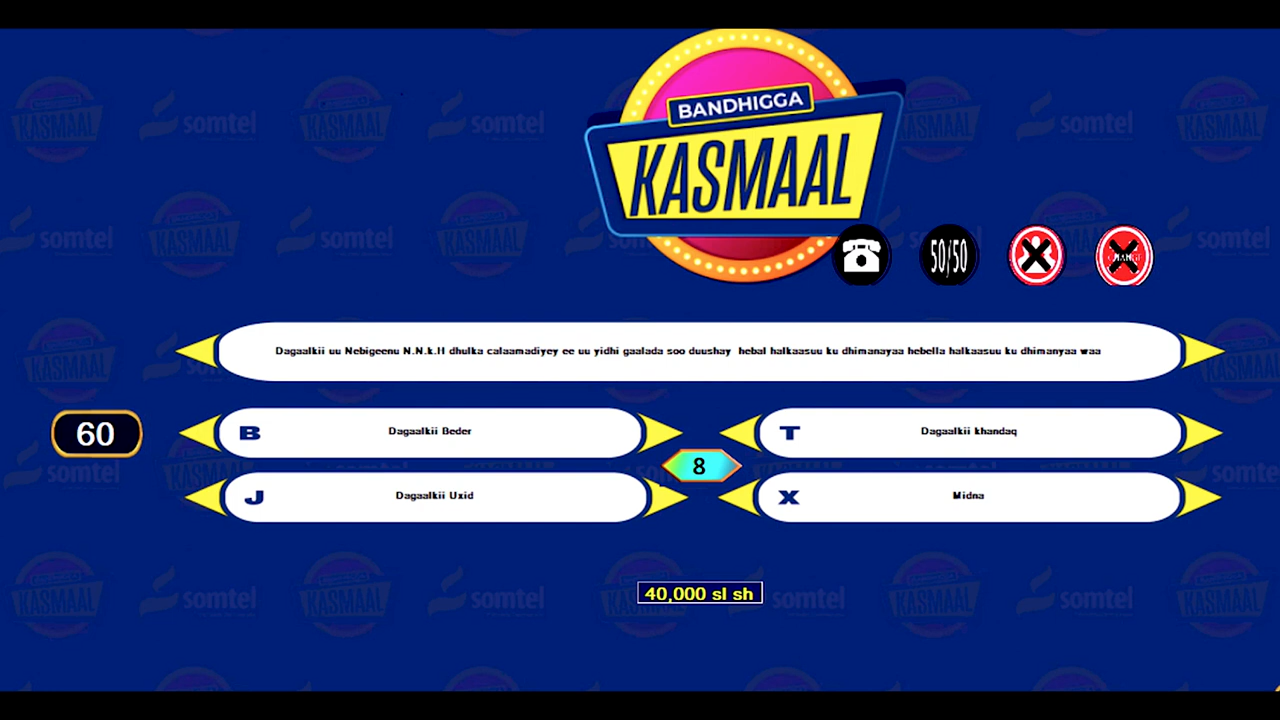 BANDHIGGA
KASMAAL
50/50
Dagaalkii uu Nebigeenu N.N.k.H dhulka calaamadiyey ee uu yidhi gaalada soo duushay hebal halkaasuu ku dhimanayaa hebella halkaasuu ku dhimanyaa waa
60
B Dagaalkii Beder
T Dagaalkii khandaq
8
J Dagaalkii Uxid
X Midna
40,000 sl sh
somtel